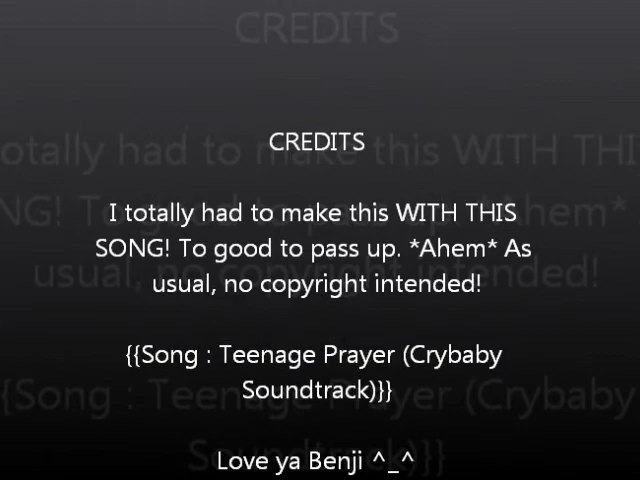 CREDITS
CREDITS
I totally had to make this WITH THIS
SONG! To good to pass up. *Ahem* As
usual, no copyright intended!
{{Song : Teenage Prayer (Crybaby
Soundtrack)}}
Love ya Benji ^_^